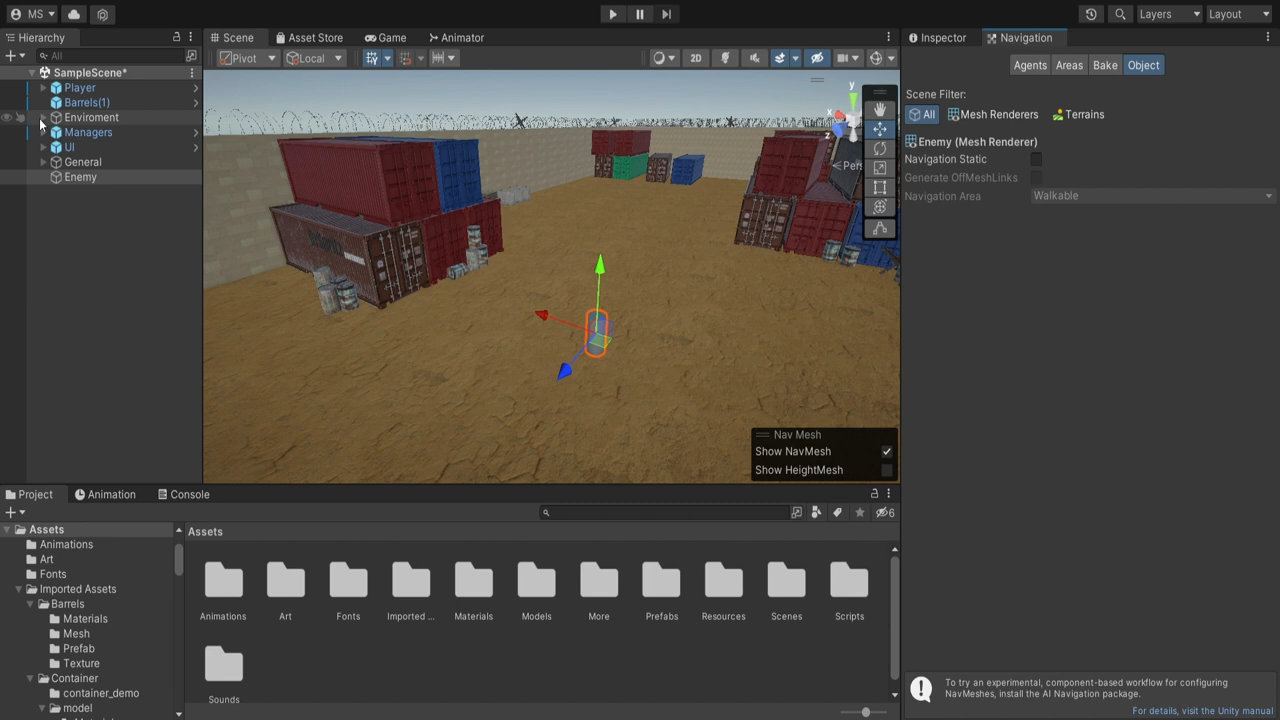 MS
Layers
Layout
Hierarchy
All
SampleScene*
Player
Barrels(1)
Enviroment
Managers
UI
General
Enemy
Scene
Asset Store
Game
Animator
Pivot
Local
2D
y
x
z
Pers
Nav Mesh
Show NavMesh
Show HeightMesh
Inspector
Navigation
Agents
Areas
Bake
Object
Scene Filter:
All
Mesh Renderers
Terrains
Enemy (Mesh Renderer)
Navigation Static
Generate OffMeshLinks
Navigation Area
Walkable
Project
Animation
Console
6
Assets
Animations
Art
Fonts
Imported Assets
Barrels
Materials
Mesh
Prefab
Texture
Container
container_demo
model
Assets
Animations
Art
Fonts
Imported ...
Materials
Models
More
Prefabs
Resources
Scenes
Scripts
Sounds
To try an experimental, component-based workflow for configuring
NavMeshes, install the AI Navigation package.
For details, visit the Unity manual